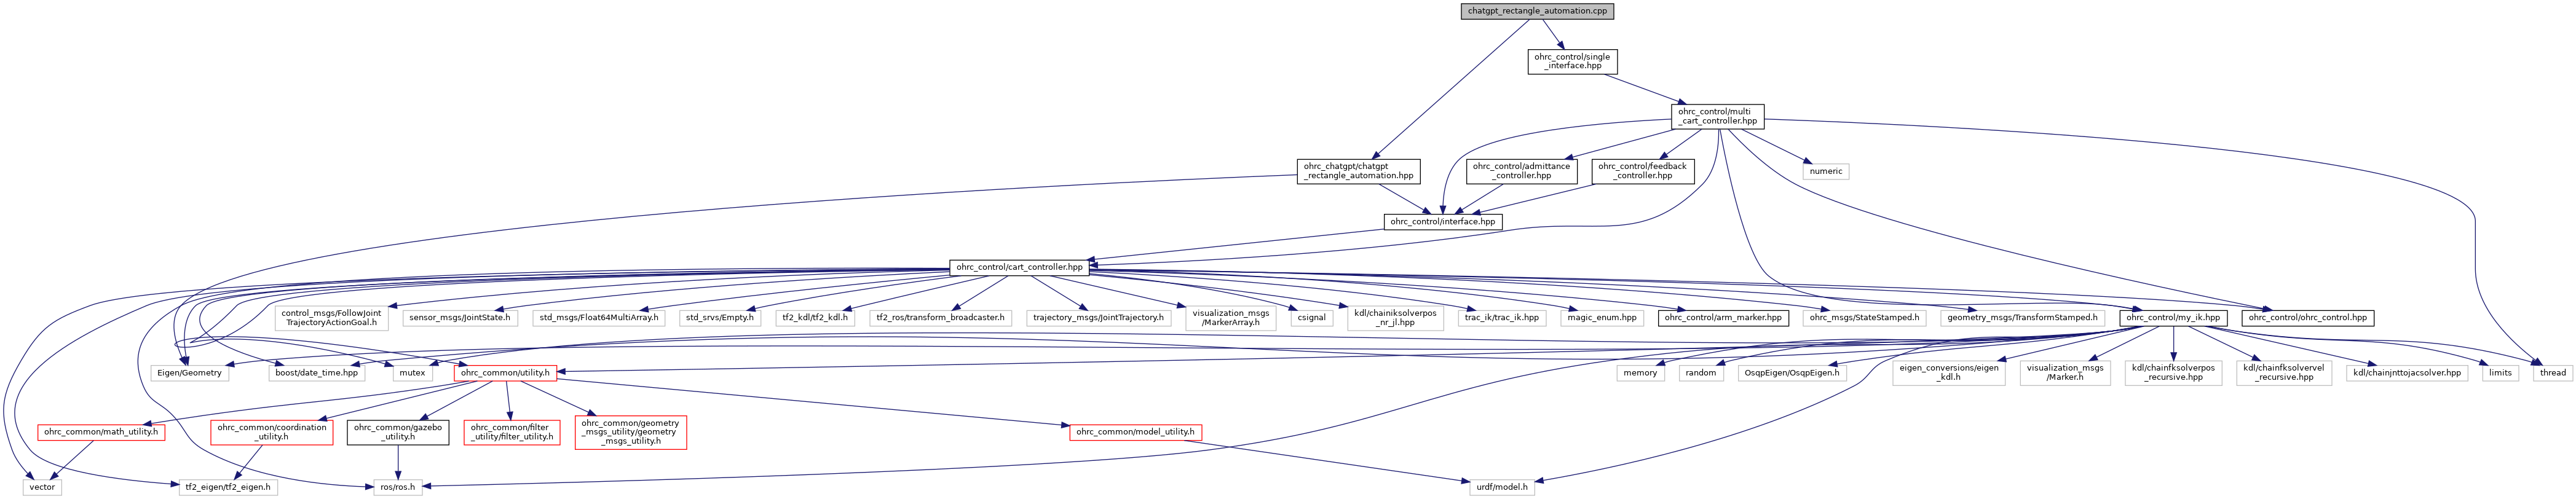 chatgpt_rectangle_automation.cpp
ohrc_control/single
_interface.hpp
ohrc_control/multi
_cart_controller.hpp
ohrc_chatgpt/chatgpt
_rectangle_automation.hpp
ohrc_control/admittance
_controller.hpp
ohrc_control/feedback
_controller.hpp
numeric
ohrc_control/interface.hpp
ohrc_control/cart_controller.hpp
control_msgs/FollowJoint
TrajectoryActionGoal.h
sensor_msgs/JointState.h
std_msgs/Float64MultiArray.h
std_srvs/Empty.h
tf2_kdl/tf2_kdl.h
tf2_ros/transform_broadcaster.h
trajectory_msgs/JointTrajectory.h
visualization_msgs
/MarkerArray.h
csignal
kdl/chainiksolverpos
_nr_jl.hpp
trac_ik/trac_ik.hpp
magic_enum.hpp
ohrc_control/arm_marker.hpp
ohrc_msgs/StateStamped.h
geometry_msgs/TransformStamped.h
ohrc_control/my_ik.hpp
ohrc_control/ohrc_control.hpp
Eigen/Geometry
boost/date_time.hpp
mutex
ohrc_common/utility.h
memory
random
OsqpEigen/OsqpEigen.h
eigen_conversions/eigen
_kdl.h
visualization_msgs
/Marker.h
kdl/chainfksolverpos
_recursive.hpp
kdl/chainfksolvervel
_recursive.hpp
kdl/chainjnttojacsolver.hpp
limits
thread
ohrc_common/math_utility.h
ohrc_common/coordination
_utility.h
ohrc_common/gazebo
_utility.h
ohrc_common/filter
_utility/filter_utility.h
ohrc_common/geometry
_msgs_utility/geometry
_msgs_utility.h
ohrc_common/model_utility.h
vector
tf2_eigen/tf2_eigen.h
ros/ros.h
urdf/model.h